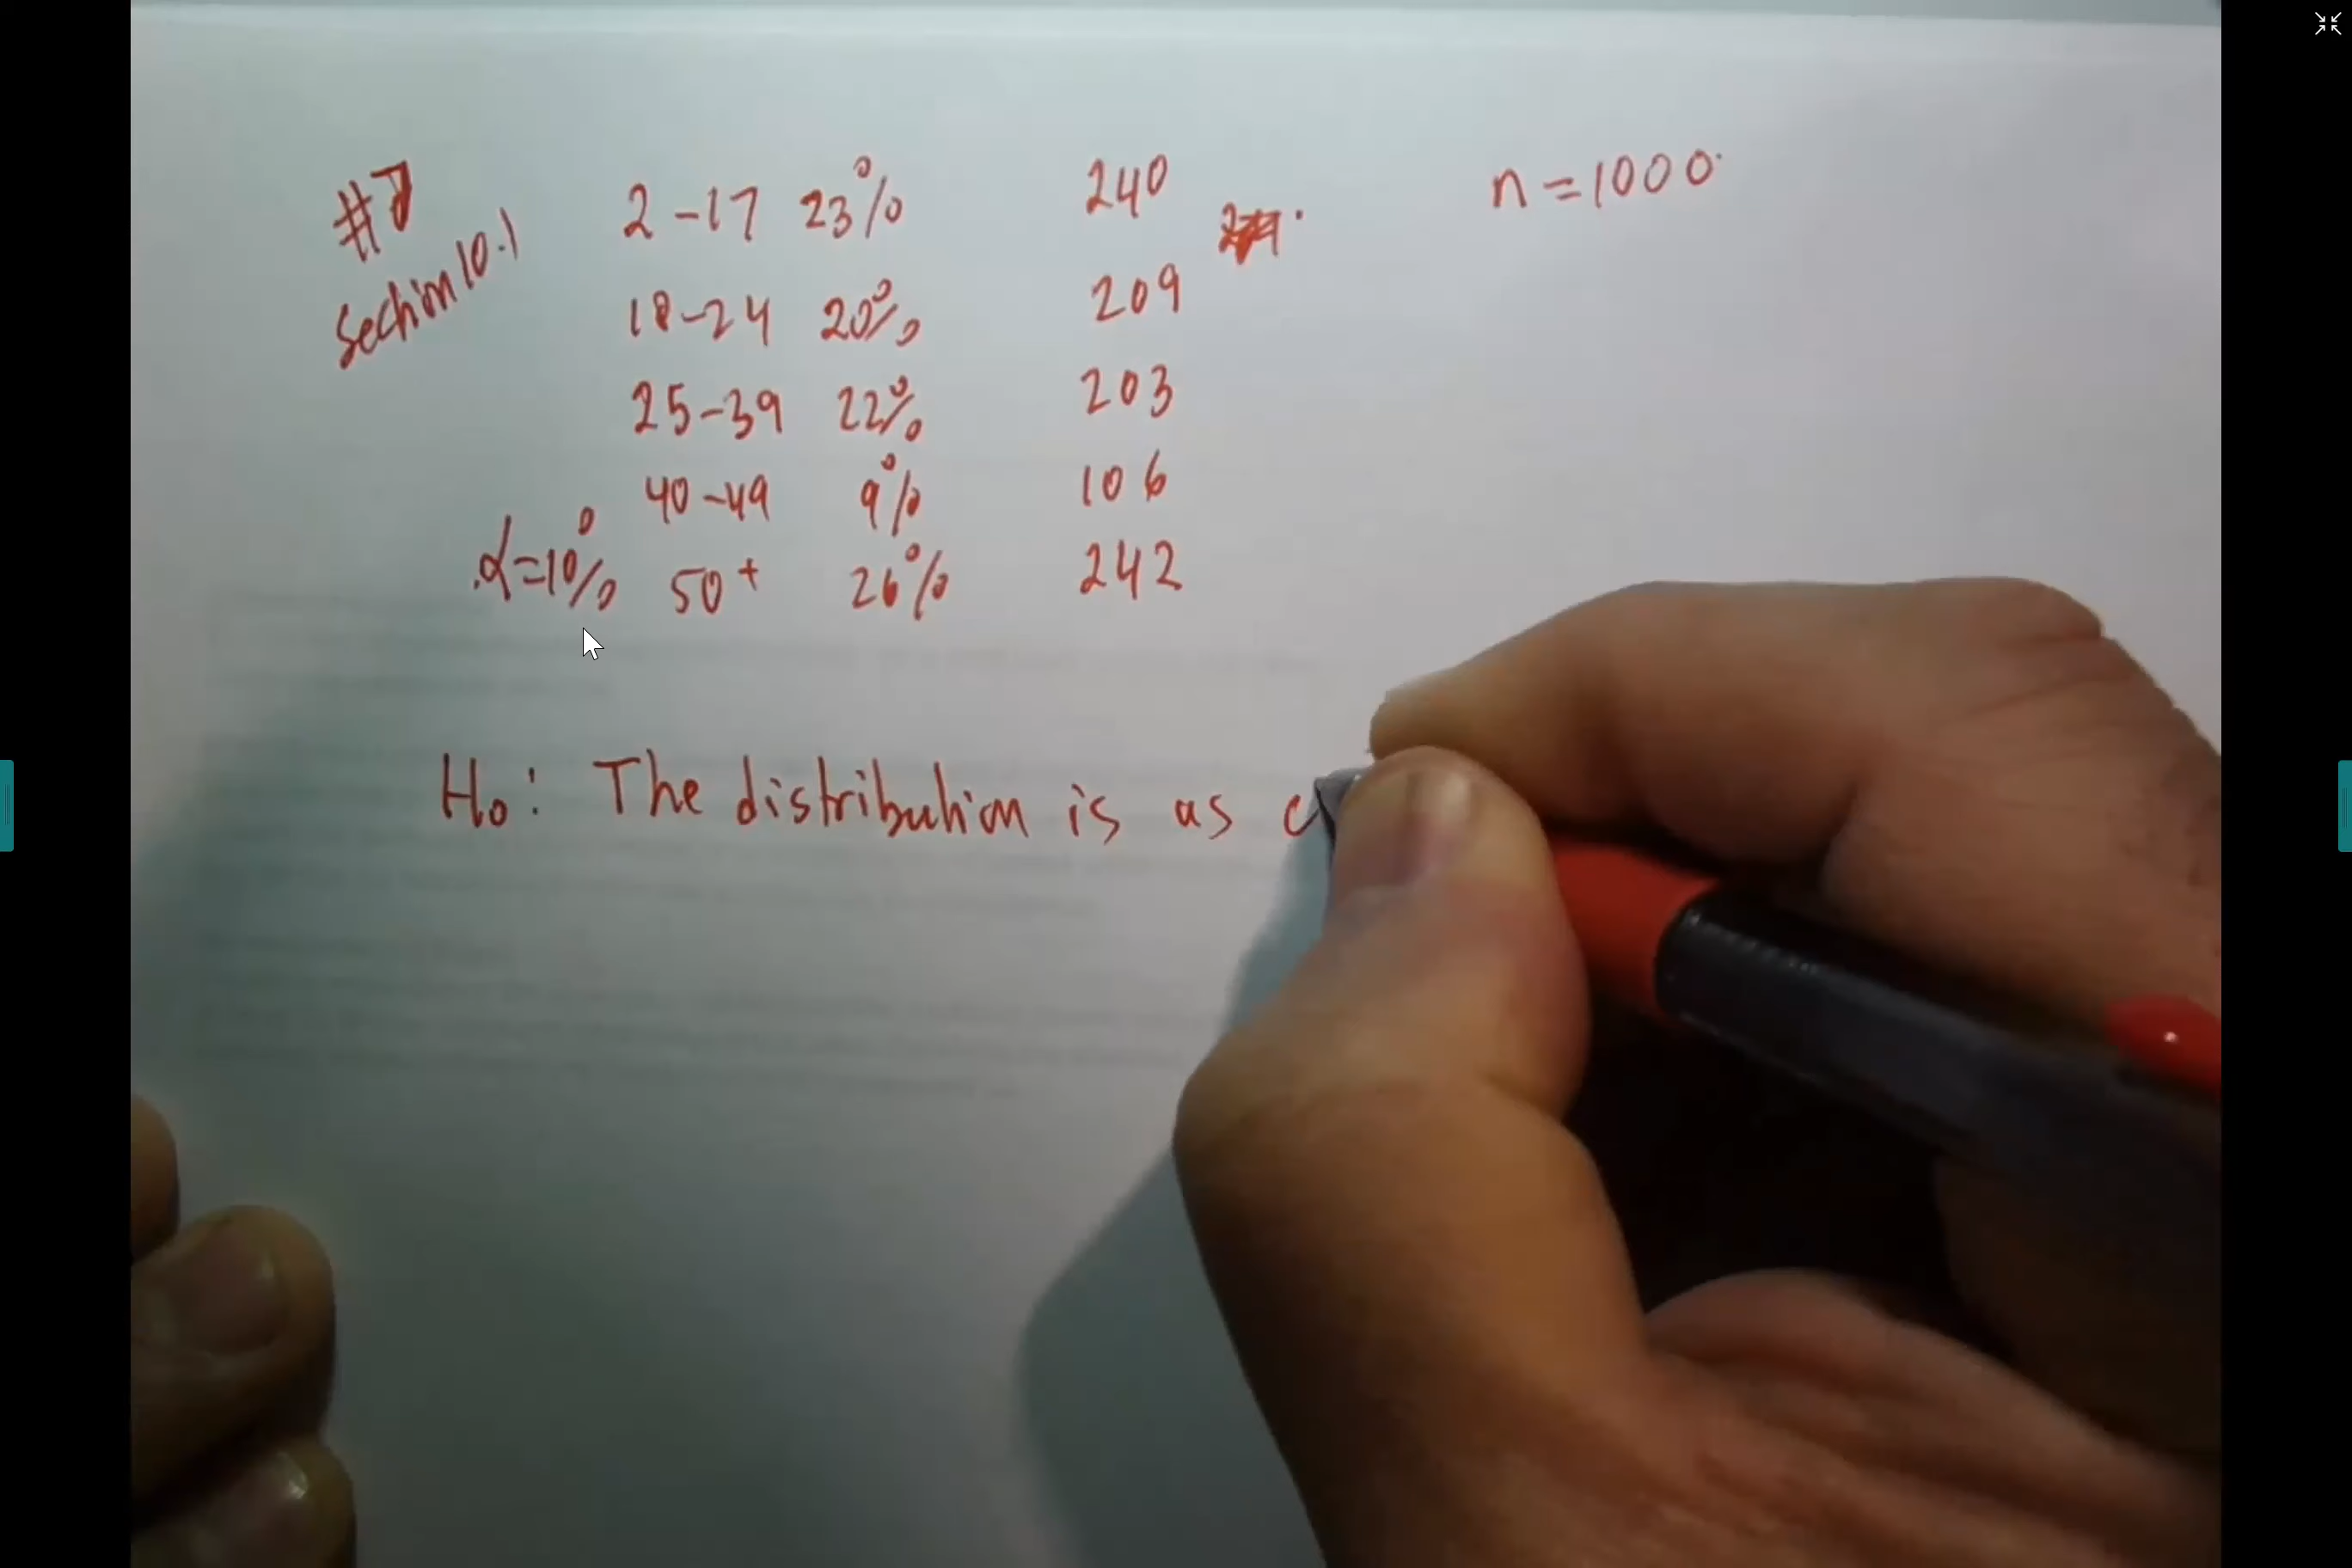 #7
Section 10.1
2-17 23% 240
n=1000
18-24 20% 209
25-39 22% 203
40-49 9% 106
α=10%
50+ 26% 242
Ho: The distribution is as